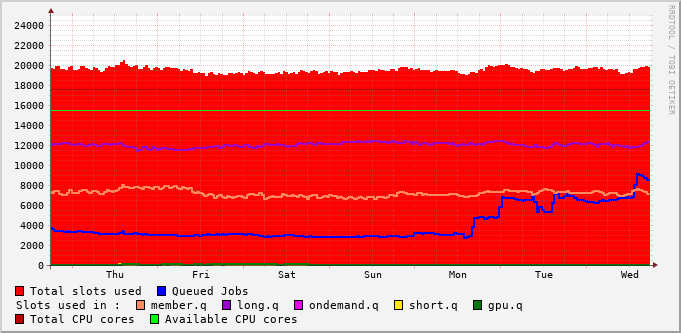 24000
22000
20000
18000
16000
14000
12000
10000
8000
6000
4000
2000
0
Thu Fri Sat Sun Mon Tue Wed
Total slots used Queued Jobs
Slots used in : member.q long.q ondemand.q short.q gpu.q
Total CPU cores Available CPU cores
RRDTOOL / TOBI OETIKER